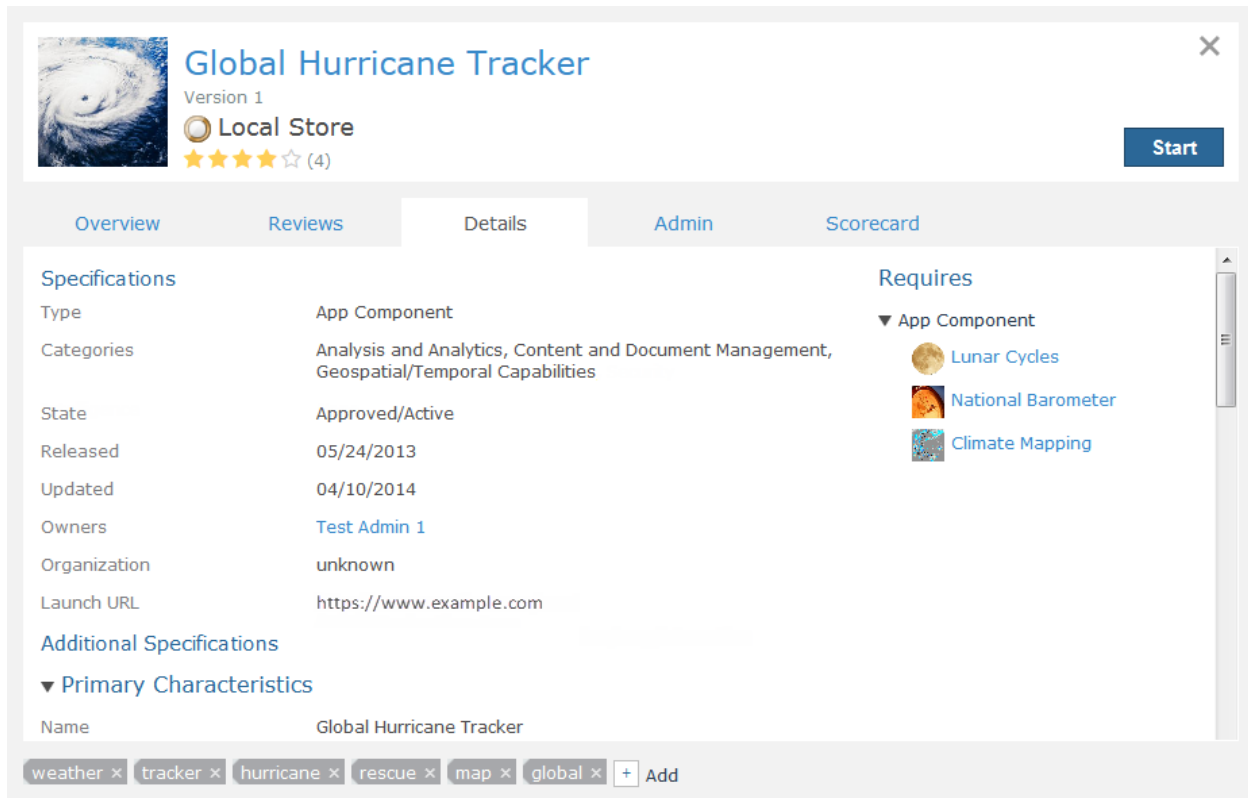 Global Hurricane Tracker
Version 1
Local Store
(4)
Start
Overview Reviews Details Admin Scorecard
Specifications
Type App Component
Categories Analysis and Analytics, Content and Document Management,
Geospatial/Temporal Capabilities
State Approved/Active
Released 05/24/2013
Updated 04/10/2014
Owners Test Admin 1
Organization unknown
Launch URL https://www.example.com
Additional Specifications
Primary Characteristics
Name Global Hurricane Tracker
Requires
App Component
Lunar Cycles
National Barometer
Climate Mapping
weather × tracker × hurricane × rescue × map × global × + Add